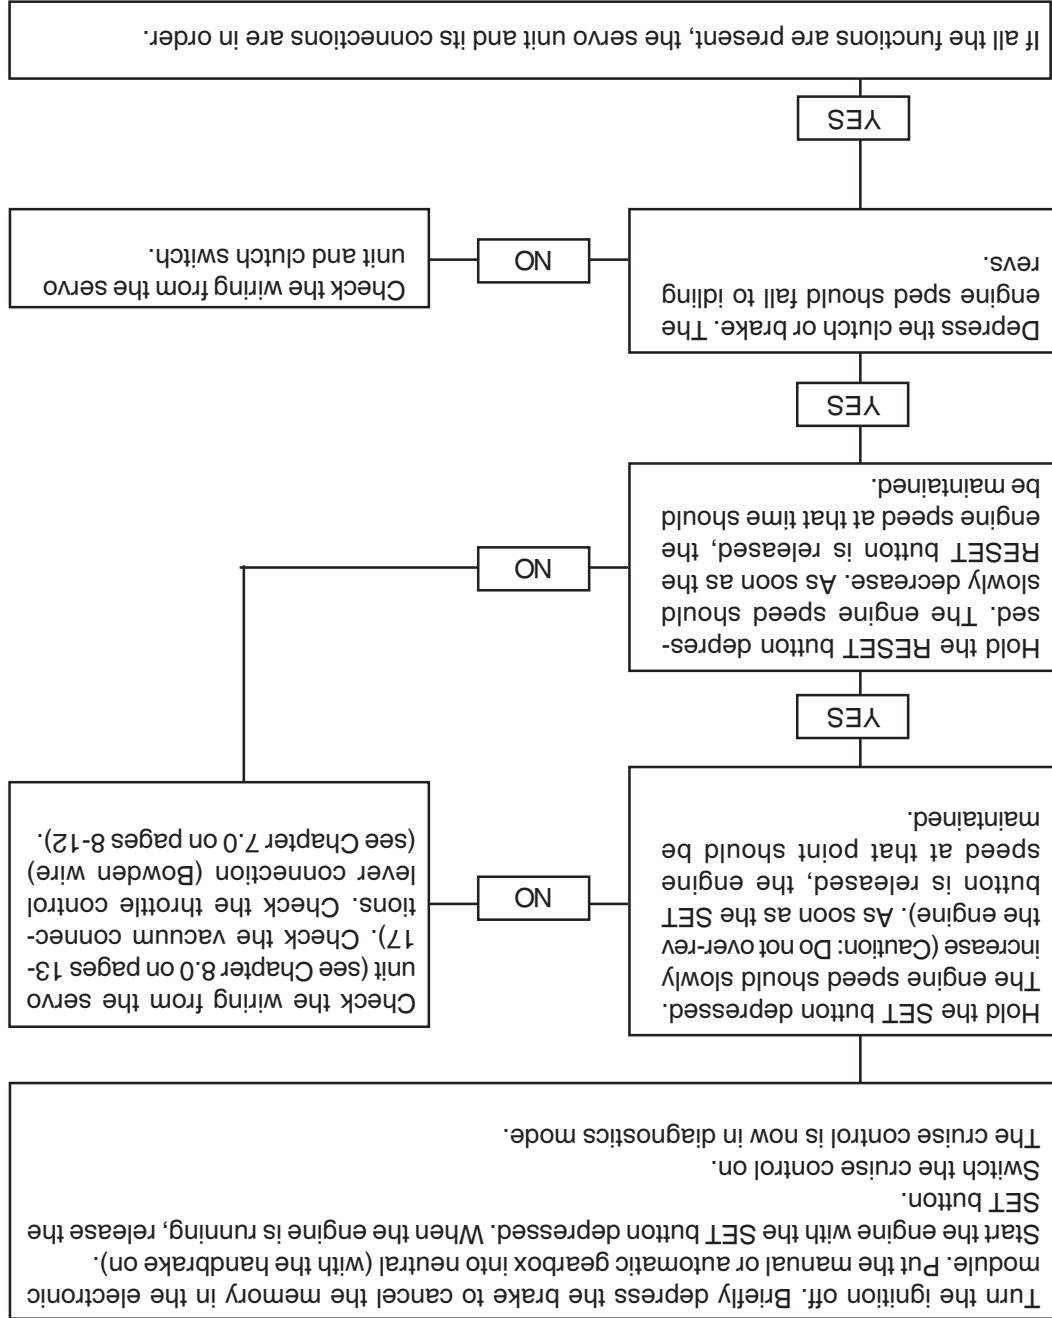 Turn the ignition off. Briefly depress the brake to cancel the memory in the electronic
module. Put the manual or automatic gearbox into neutral (with the handbrake on).
Start the engine with the SET button depressed. When the engine is running, release the
SET button.
Switch the cruise control on.
The cruise control is now in diagnostics mode.
Hold the SET button depressed.
The engine speed should slowly
increase (Caution: Do not over-rev
the engine). As soon as the SET
button is released, the engine
speed at that point should be
maintained.
NO
Check the wiring from the servo
unit (see Chapter 8.0 on pages 13-
17). Check the vacuum connec-
tions. Check the throttle control
lever connection (Bowden wire)
(see Chapter 7.0 on pages 8-12).
YES
Hold the RESET button depres-
sed. The engine speed should
slowly decrease. As soon as the
RESET button is released, the
engine speed at that time should
be maintained.
NO
YES
Depress the clutch or brake. The
engine sped should fall to idling
revs.
NO
Check the wiring from the servo
unit and clutch switch.
YES
If all the functions are present, the servo unit and its connections are in order.